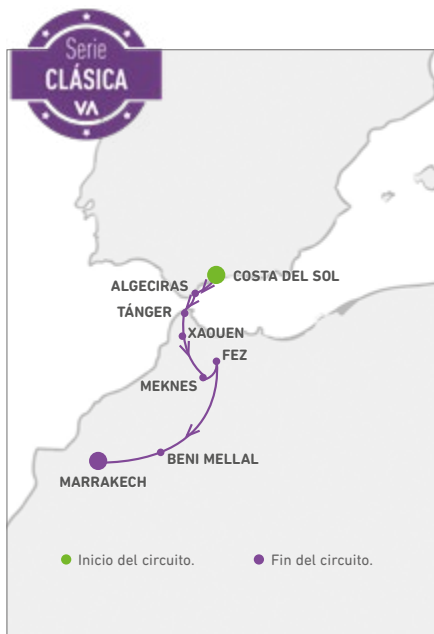 Serie
CLÁSICA
VA
COSTA DEL SOL
ALGECIRAS
TÁNGER
XAOUEN
FEZ
MEKNES
BENI MELLAL
MARRAKECH
Inicio del circuito.
Fin del circuito.